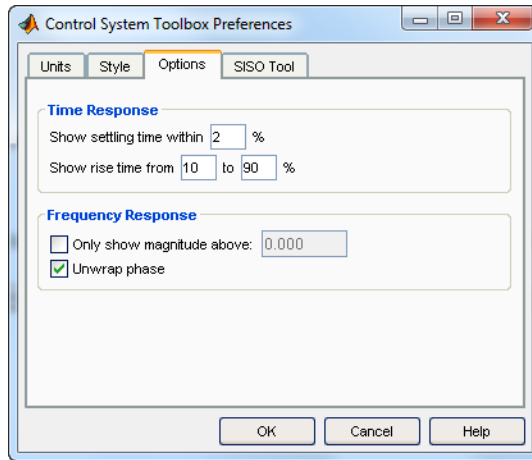 Control System Toolbox Preferences
Units Style Options SISO Tool
Time Response
Show settling time within 2 %
Show rise time from 10 to 90 %
Frequency Response
Only show magnitude above: 0.000
Unwrap phase
OK Cancel Help